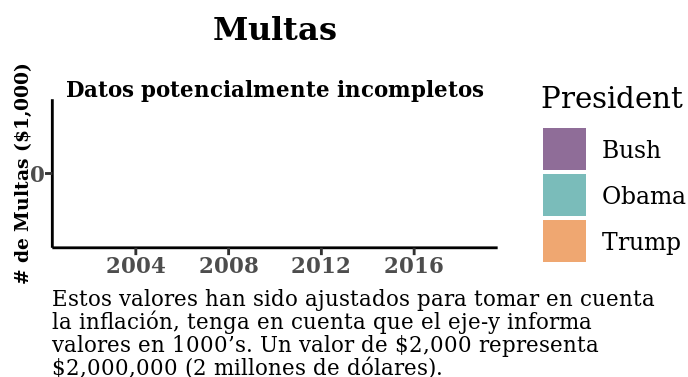 Multas
Datos potencialmente incompletos
# de Multas ($1,000)
0
2004 2008 2012 2016
President
Bush
Obama
Trump
Estos valores han sido ajustados para tomar en cuenta
la inflación, tenga en cuenta que el eje-y informa
valores en 1000’s. Un valor de $2,000 representa
$2,000,000 (2 millones de dólares).